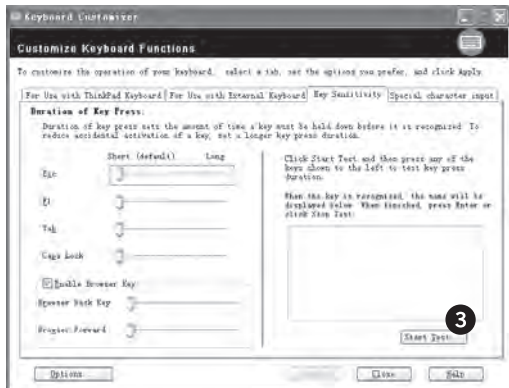 Keyboard Customizer
Customize Keyboard Functions
To customize the operation of your keyboard, select a tab, set the options you prefer, and click Apply.
For Use with ThinkPad Keyboard For Use with External Keyboard Key Sensitivity Special character input
Duration of Key Press:
Duration of key press sets the amount of time a key must be held down before it is recognized. To
reduce accidental activation of a key, set a longer key press duration.
Short (default) Long
Esc
F1
Tab
Caps Lock
Enable Browser Key
Browser Back Key
Browser Forward
Click Start Test and then press any of the
keys shown to the left to test key press
duration.
When the key is recognized, the name will be
displayed below. When finished, press Enter or
click Stop Test.
3
Start Test
Options
Close
Help